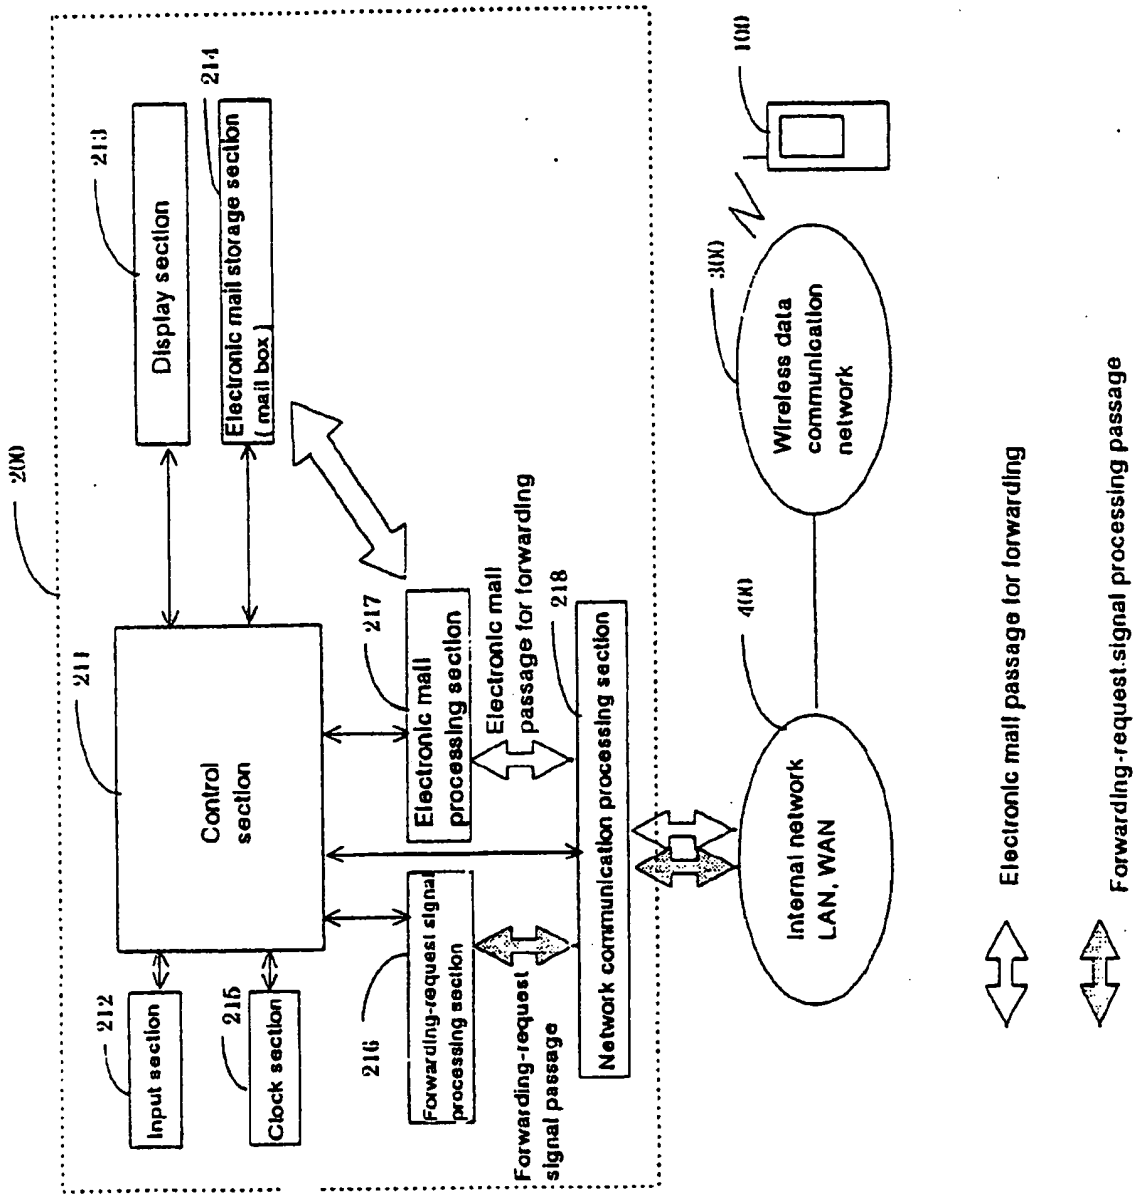 200
211
212
213
Input section
Display section
214
Control
section
215
Electronic mail storage section
( mail box )
Clock section
216
217
Forwarding-request signal
processing section
Electronic mail
processing section
Electronic mail
passage for forwarding
Forwarding-request
signal passage
218
Network communication processing section
400
300
100
Internal network
LAN, WAN
Wireless data
communication
network
Electronic mail passage for forwarding
Forwarding-request signal processing passage